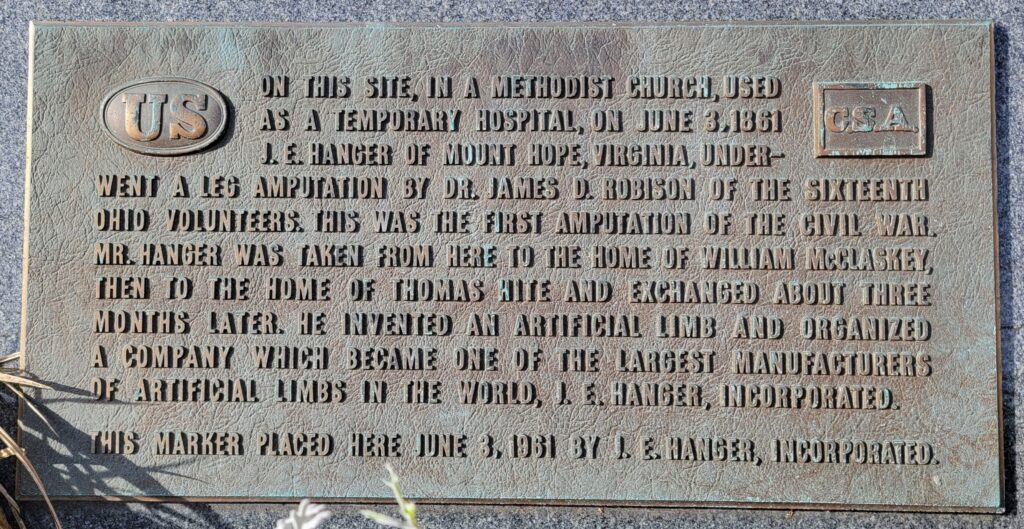 US
C.S.A.
ON THIS SITE, IN A METHODIST CHURCH, USED
AS A TEMPORARY HOSPITAL, ON JUNE 3, 1861
J. E. HANGER OF MOUNT HOPE, VIRGINIA, UNDER-
WENT A LEG AMPUTATION BY DR. JAMES D. ROBISON OF THE SIXTEENTH
OHIO VOLUNTEERS. THIS WAS THE FIRST AMPUTATION OF THE CIVIL WAR.
MR. HANGER WAS TAKEN FROM HERE TO THE HOME OF WILLIAM McCLASKEY,
THEN TO THE HOME OF THOMAS HITE AND EXCHANGED ABOUT THREE
MONTHS LATER. HE INVENTED AN ARTIFICIAL LIMB AND ORGANIZED
A COMPANY WHICH BECAME ONE OF THE LARGEST MANUFACTURERS
OF ARTIFICIAL LIMBS IN THE WORLD, J. E. HANGER, INCORPORATED.
THIS MARKER PLACED HERE JUNE 3, 1961 BY J. E. HANGER, INCORPORATED.